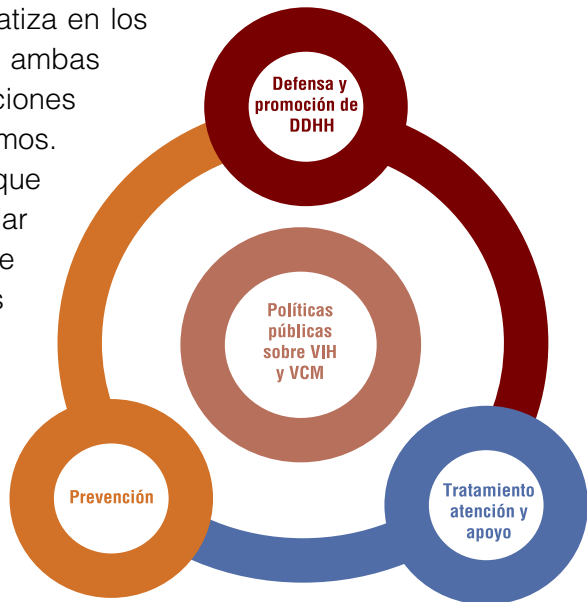 atiza en los
ambas
ciones
mos.
que
iar
e
s
Defensa y
promoción de
DDHH
Políticas
públicas
sobre VIH
y VCM
Prevención
Tratamiento
atención y
apoyo